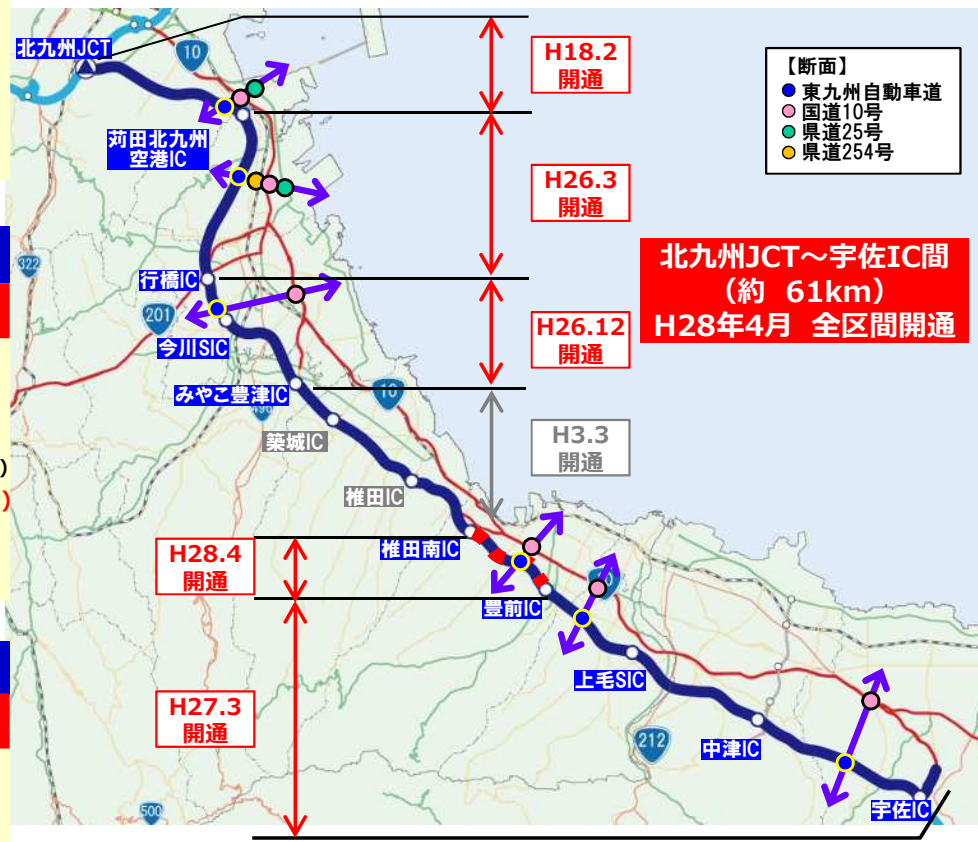 北九州JCT
10
H18.2
開通
【断面】
東九州自動車道
国道10号
県道25号
県道254号
苅田北九州
空港IC
H26.3
開通
322
北九州JCT～宇佐IC間
（約 61km）
H28年4月 全区間開通
行橋IC
201
今川SIC
H26.12
開通
みやこ豊津IC
10
496
築城IC
H3.3
開通
)
)
椎田IC
椎田南IC
H28.4
開通
10
豊前IC
上毛SIC
H27.3
開通
212
中津IC
500
宇佐IC